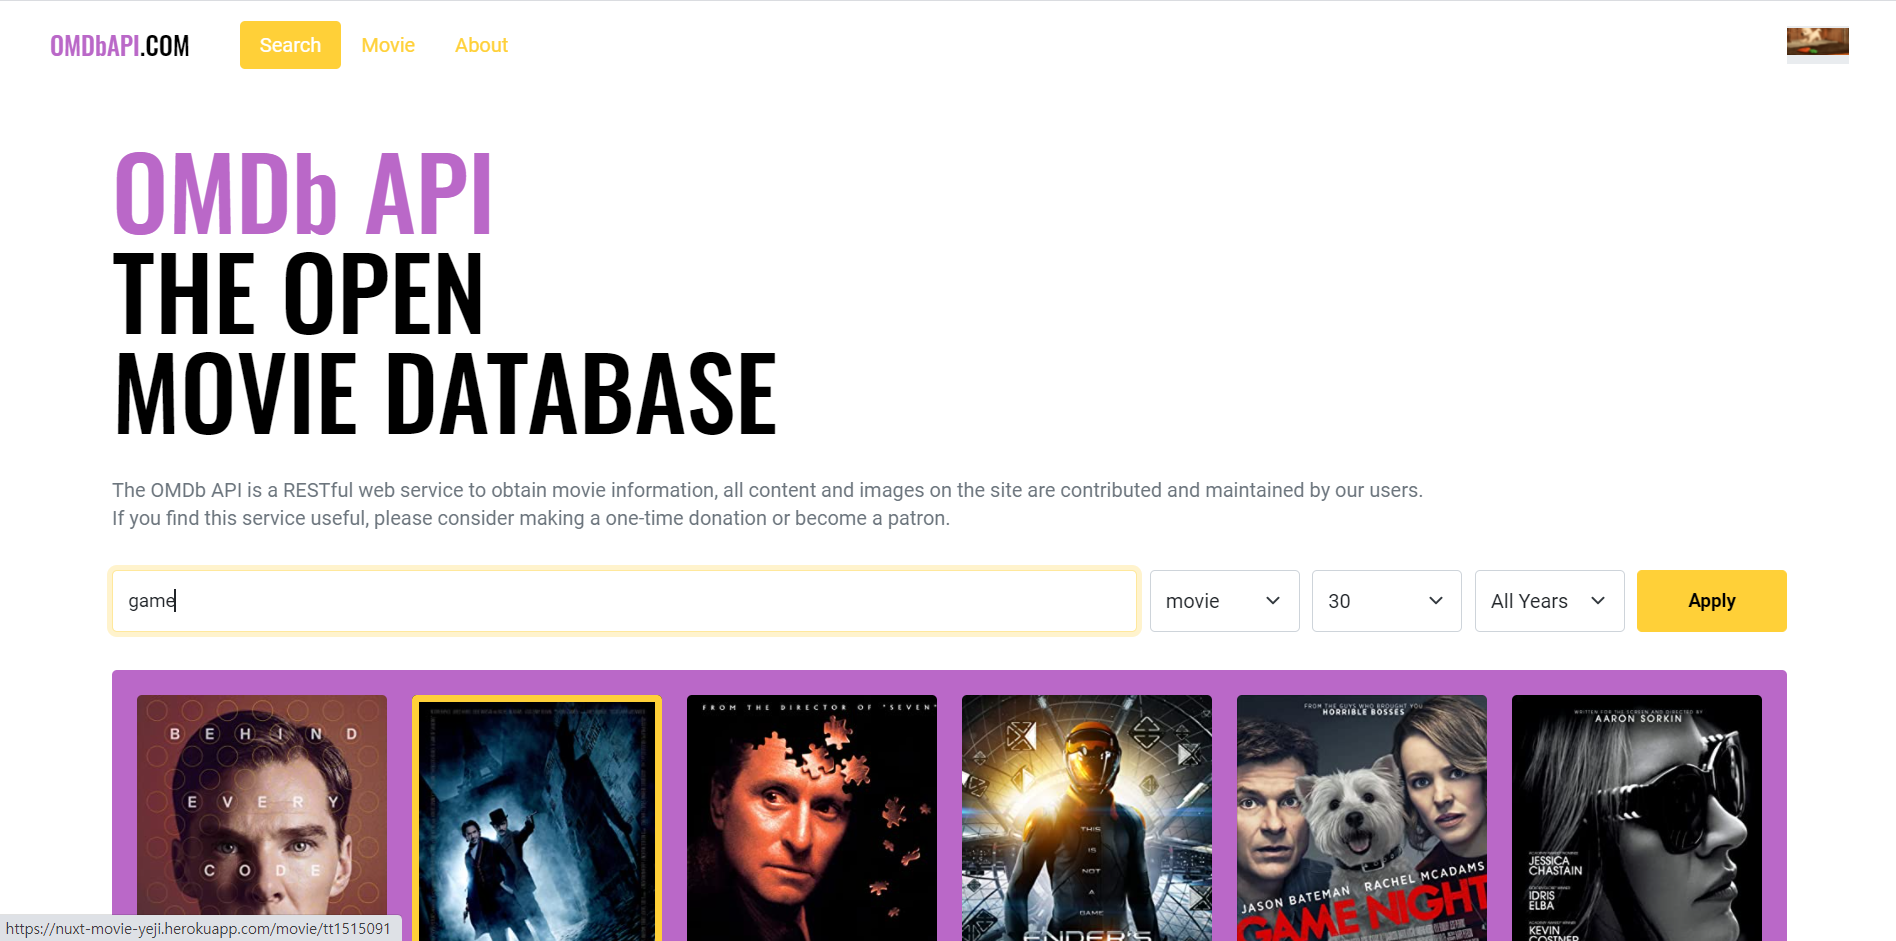 OMDbAPI.COM
Search
Movie
About
OMDb API
THE OPEN
MOVIE DATABASE
The OMDb API is a RESTful web service to obtain movie information, all content and images on the site are contributed and maintained by our users.
If you find this service useful, please consider making a one-time donation or become a patron.
game
movie
30
All Years
Apply
BEHIND
EVERY
CODE
FROM THE DIRECTOR OF "SEVEN"
THIS
IS
NOT
A
GAME
ENDER'S
FROM THE GUYS WHO BROUGHT YOU
HORRIBLE BOSSES
JASON BATEMAN RACHEL MCADAMS
GAME NIGHT
WRITTEN FOR THE SCREEN AND DIRECTED BY
AARON SORKIN
JESSICA
CHASTAIN
IDRIS
ELBA
KEVIN
COSTNER
https://nuxt-movie-yeji.herokuapp.com/movie/tt1515091